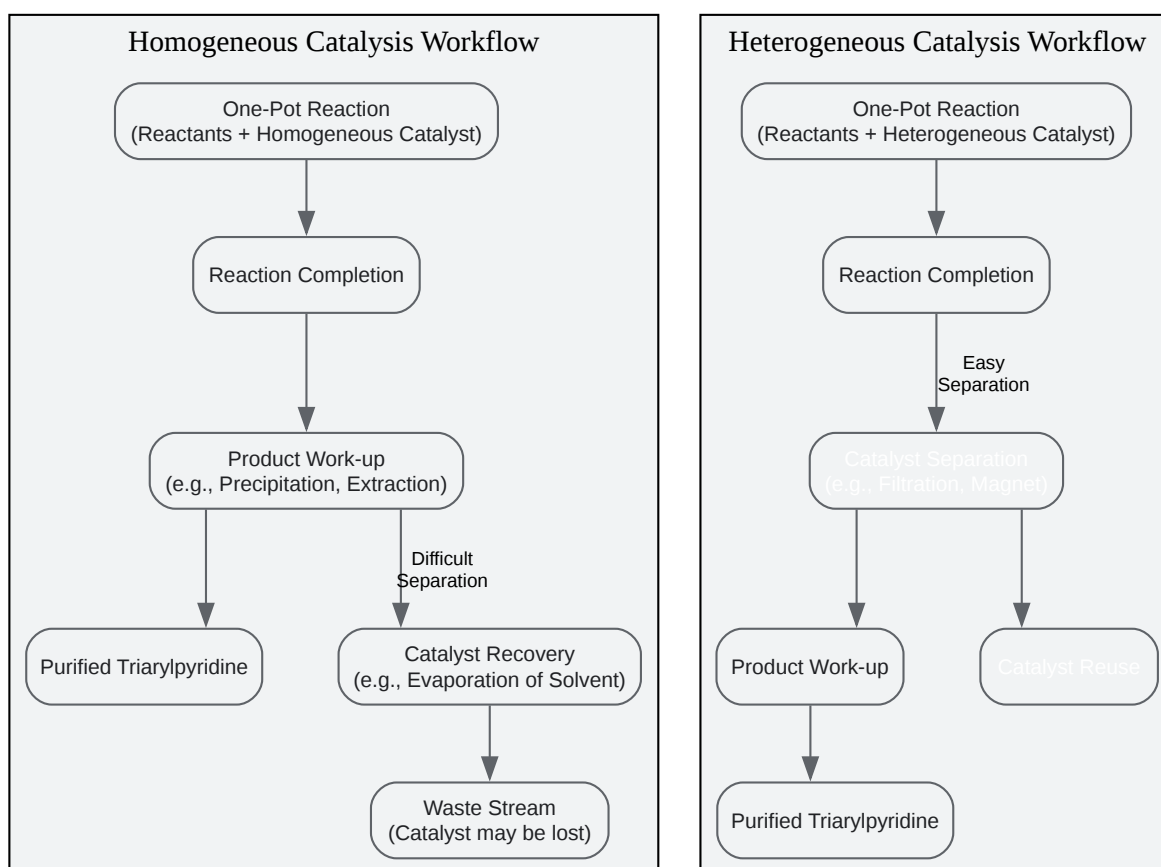 Homogeneous Catalysis Workflow
One-Pot Reaction
(Reactants + Homogeneous Catalyst)
Reaction Completion
Product Work-up
(e.g., Precipitation, Extraction)
Difficult
Separation
Purified Triarylpyridine
Catalyst Recovery
(e.g., Evaporation of Solvent)
Waste Stream
(Catalyst may be lost)
Heterogeneous Catalysis Workflow
One-Pot Reaction
(Reactants + Heterogeneous Catalyst)
Reaction Completion
Easy
Separation
Catalyst Separation
(e.g., Filtration, Magnet)
Product Work-up
Catalyst Reuse
Purified Triarylpyridine